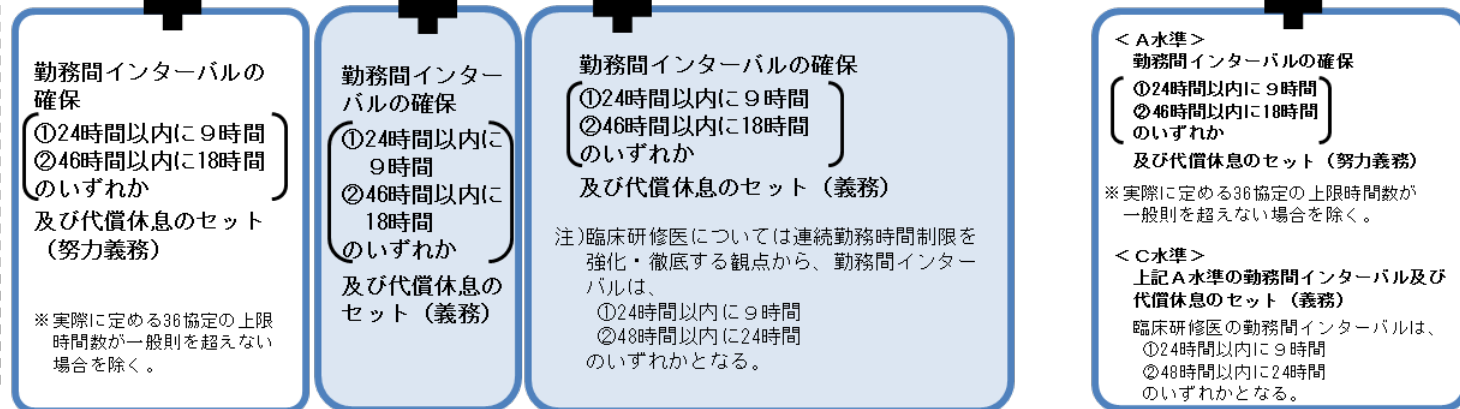 勤務間インターバルの
確保
①24時間以内に９時間
②46時間以内に18時間
のいずれか
及び代償休息のセット
（努力義務）
※実際に定める36協定の上限
時間数が一般則を超えない
場合を除く。
勤務間インター
バルの確保
①24時間以内に
９時間
②46時間以内に
18時間
のいずれか
及び代償休息の
セット（義務）
勤務間インターバルの確保
①24時間以内に９時間
②46時間以内に18時間
のいずれか
及び代償休息のセット（義務）
注)臨床研修医については連続勤務時間制限を
強化・徹底する観点から、勤務間インター
バルは、
①24時間以内に９時間
②48時間以内に24時間
のいずれかとなる。
＜Ａ水準＞
勤務間インターバルの確保
①24時間以内に９時間
②46時間以内に18時間
のいずれか
及び代償休息のセット（努力義務）
※実際に定める36協定の上限時間数が
一般則を超えない場合を除く。
＜Ｃ水準＞
上記Ａ水準の勤務間インターバル及び
代償休息のセット（義務）
臨床研修医の勤務間インターバルは、
①24時間以内に９時間
②48時間以内に24時間
のいずれかとなる。